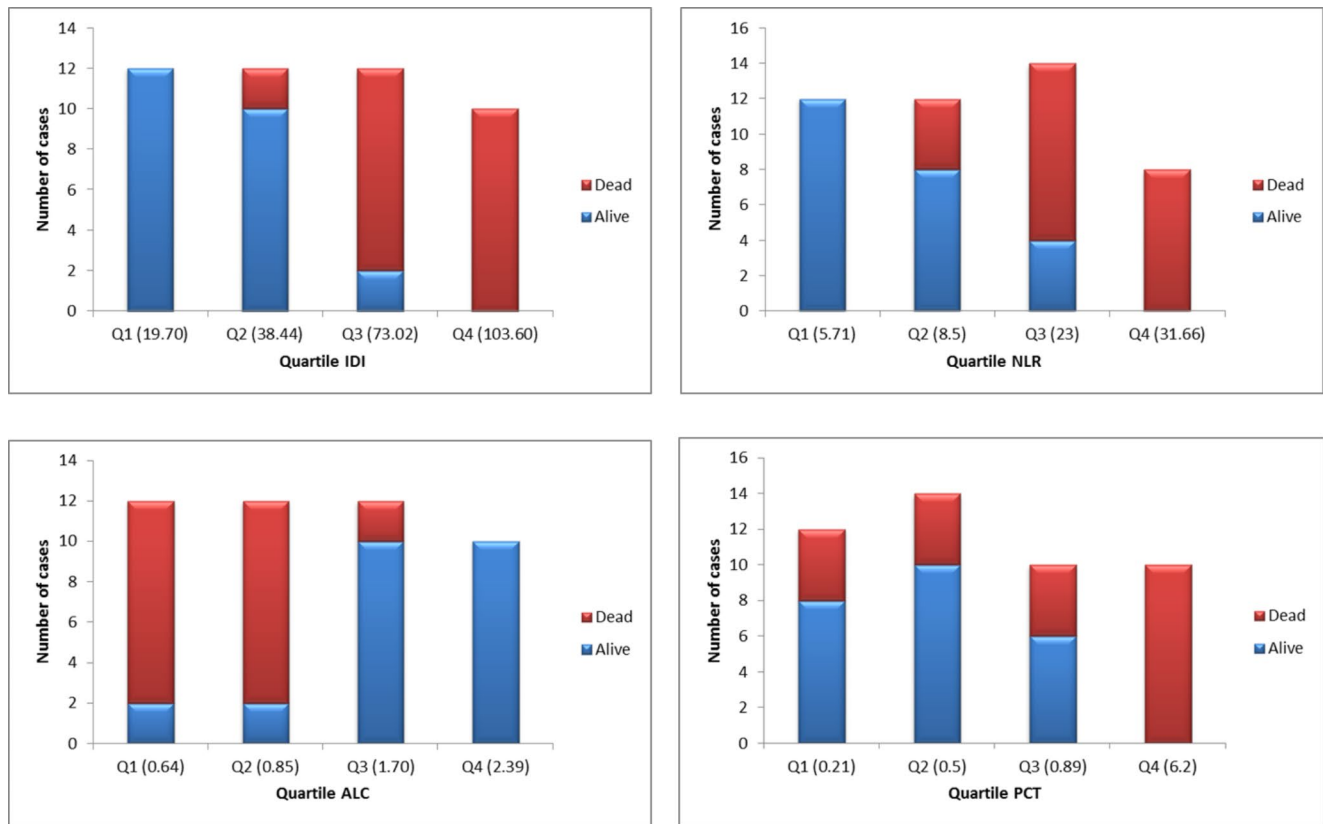 14
12
10
8
6
4
2
0
Number of cases
Q1 (19.70) Q2 (38.44) Q3 (73.02) Q4 (103.60)
Quartile IDI
Dead
Alive
16
14
12
10
8
6
4
2
0
Number of cases
Q1 (5.71) Q2 (8.5) Q3 (23) Q4 (31.66)
Quartile NLR
Dead
Alive
14
12
10
8
6
4
2
0
Number of cases
Q1 (0.64) Q2 (0.85) Q3 (1.70) Q4 (2.39)
Quartile ALC
Dead
Alive
16
14
12
10
8
6
4
2
0
Number of cases
Q1 (0.21) Q2 (0.5) Q3 (0.89) Q4 (6.2)
Quartile PCT
Dead
Alive